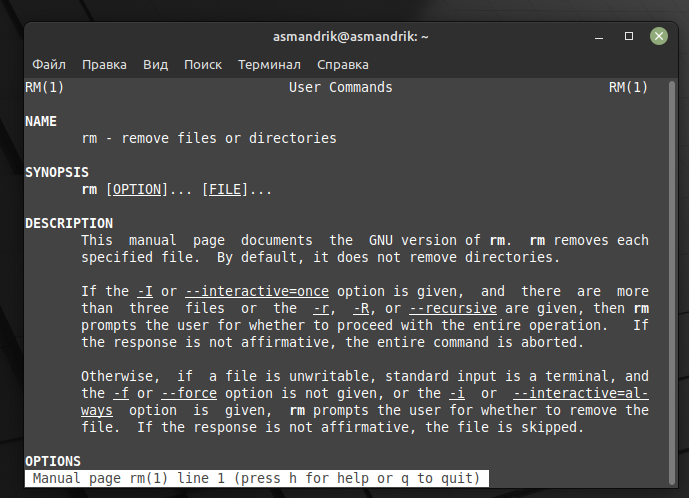 asmandrik@asmandrik: ~
Файл Правка Вид Поиск Терминал Справка
RM(1) User Commands RM(1)
NAME
rm - remove files or directories
SYNOPSIS
rm [OPTION]... [FILE]...
DESCRIPTION
This manual page documents the GNU version of rm. rm removes each
specified file. By default, it does not remove directories.
If the -I or --interactive=once option is given, and there are more
than three files or the -r, -R, or --recursive are given, then rm
prompts the user for whether to proceed with the entire operation. If
the response is not affirmative, the entire command is aborted.
Otherwise, if a file is unwritable, standard input is a terminal, and
the -f or --force option is not given, or the -i or --interactive=al-
ways option is given, rm prompts the user for whether to remove the
file. If the response is not affirmative, the file is skipped.
OPTIONS
Manual page rm(1) line 1 (press h for help or q to quit)